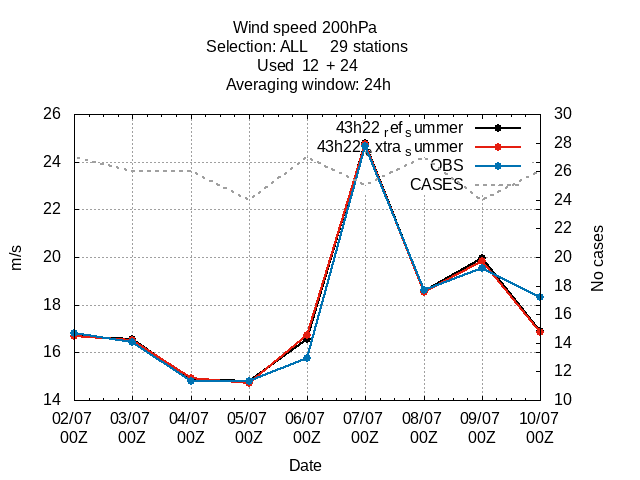 Wind speed 200hPa
Selection: ALL 29 stations
Used 12 + 24
Averaging window: 24h
26 30
43h22 ref summer
28
43h22 xtra summer
24
OBS
26
CASES
24
22
22
20 20
18
18
16
14
16
12
14 10
m/s
No cases
02/07 03/07 04/07 05/07 06/07 07/07 08/07 09/07 10/07
00Z 00Z 00Z 00Z 00Z 00Z 00Z 00Z 00Z
Date